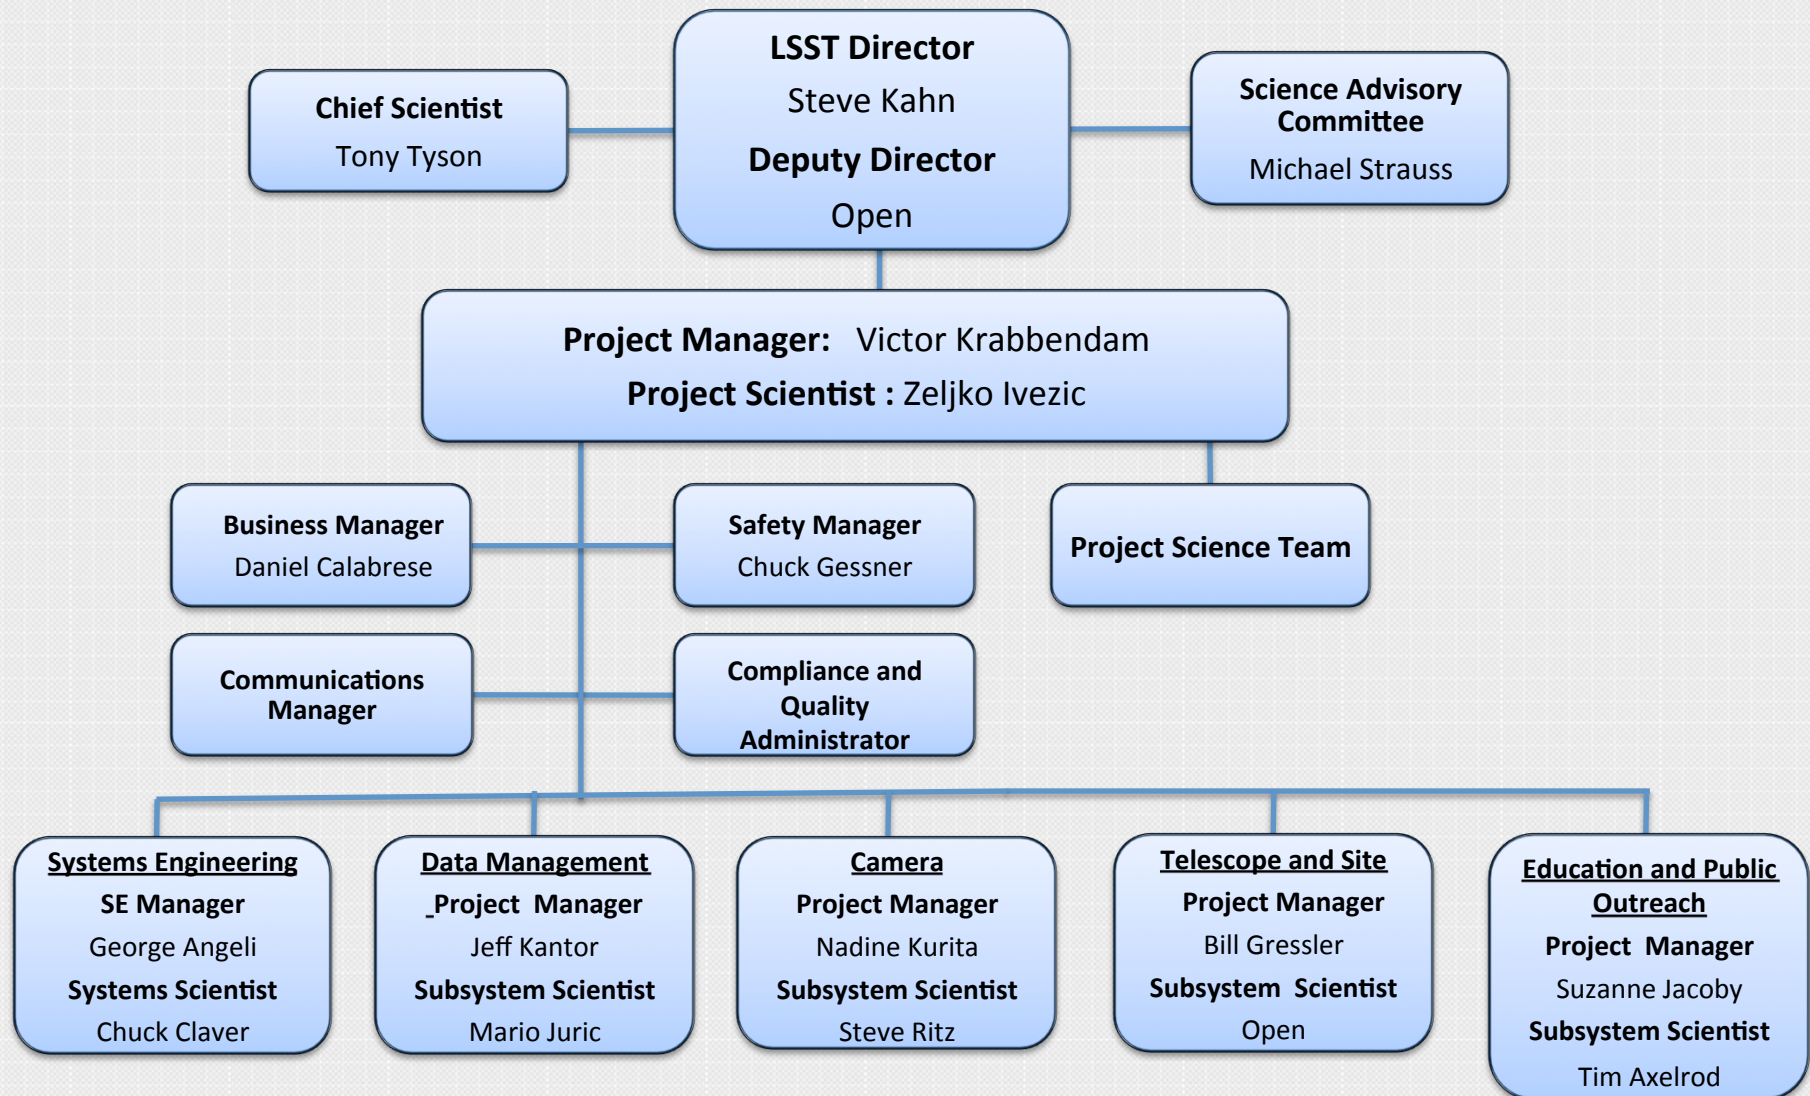 LSST Director
Steve Kahn
Deputy Director
Open
Chief Scientist
Tony Tyson
Science Advisory
Committee
Michael Strauss
Project Manager: Victor Krabbendam
Project Scientist : Zeljko Ivezic
Business Manager
Daniel Calabrese
Safety Manager
Chuck Gessner
Project Science Team
Communications
Manager
Compliance and
Quality
Administrator
Systems Engineering
SE Manager
George Angeli
Systems Scientist
Chuck Claver
Data Management
Project Manager
Jeff Kantor
Subsystem Scientist
Mario Juric
Camera
Project Manager
Nadine Kurita
Subsystem Scientist
Steve Ritz
Telescope and Site
Project Manager
Bill Gressler
Subsystem Scientist
Open
Education and Public
Outreach
Project Manager
Suzanne Jacoby
Subsystem Scientist
Tim Axelrod